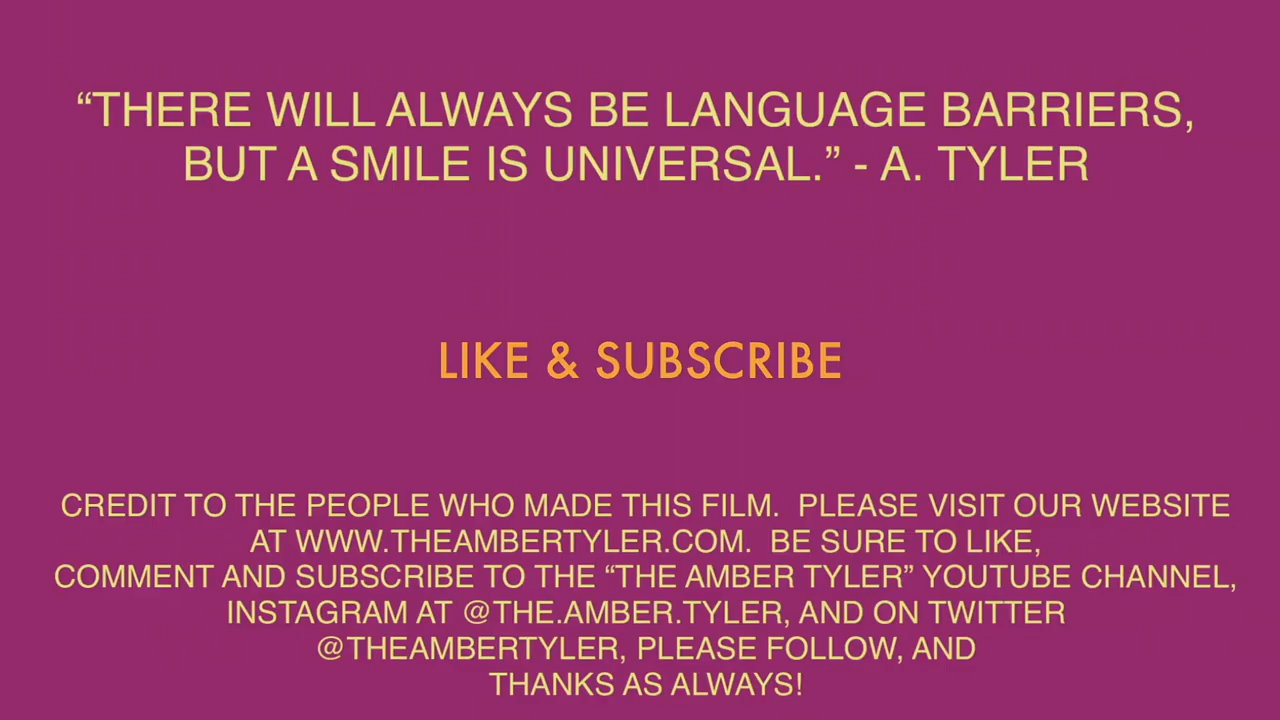 “THERE WILL ALWAYS BE LANGUAGE BARRIERS,
BUT A SMILE IS UNIVERSAL.” - A. TYLER
LIKE & SUBSCRIBE
CREDIT TO THE PEOPLE WHO MADE THIS FILM.  PLEASE VISIT OUR WEBSITE
AT WWW.THEAMBERTYLER.COM.  BE SURE TO LIKE,
COMMENT AND SUBSCRIBE TO THE “THE AMBER TYLER” YOUTUBE CHANNEL,
INSTAGRAM AT @THE.AMBER.TYLER, AND ON TWITTER
@THEAMBERTYLER, PLEASE FOLLOW, AND
THANKS AS ALWAYS!